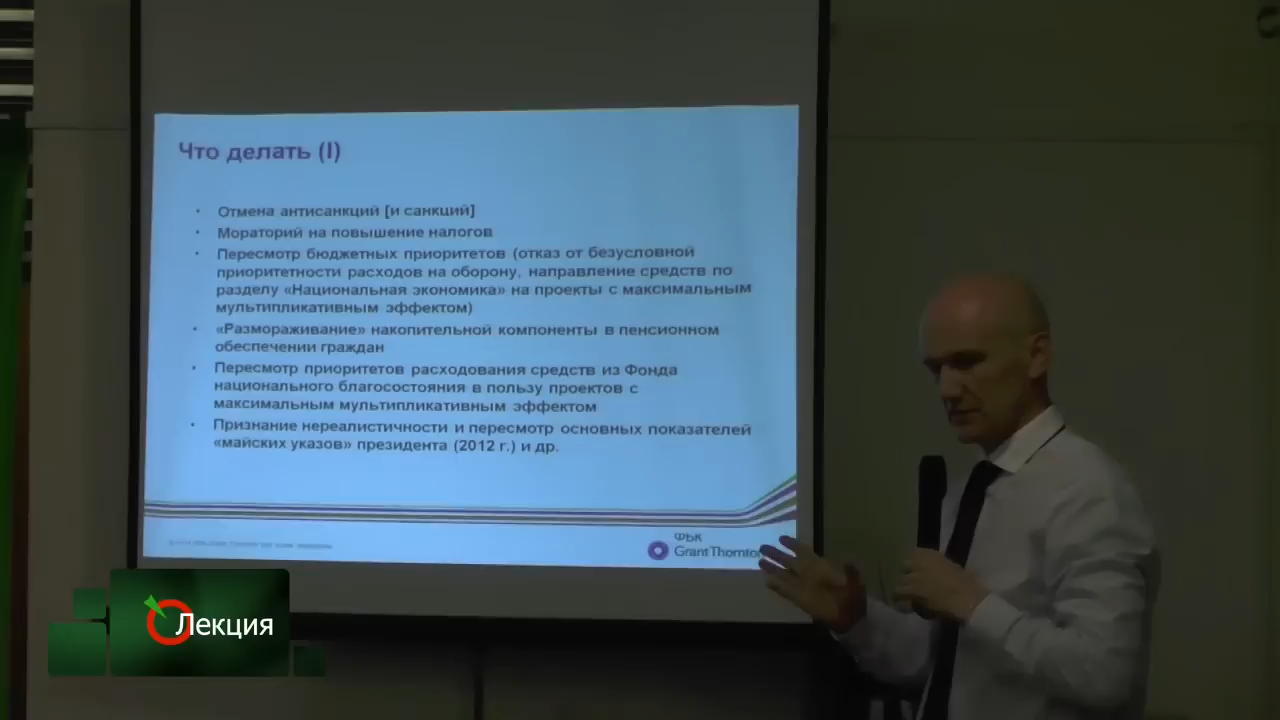 Что делать (I)
• Отмена антисанкций [и санкций]
• Мораторий на повышение налогов
• Пересмотр бюджетных приоритетов (отказ от безусловной
приоритетности расходов на оборону, направление средств по
разделу «Национальная экономика» на проекты с максимальным
мультипликативным эффектом)
• «Размораживание» накопительной компоненты в пенсионном
обеспечении граждан
• Пересмотр приоритетов расходования средств из Фонда
национального благосостояния в пользу проектов с
максимальным мультипликативным эффектом
• Признание нереалистичности и пересмотр основных показателей
«майских указов» президента (2012 г.) и др.
ФБК
Grant Thornton
Лекция